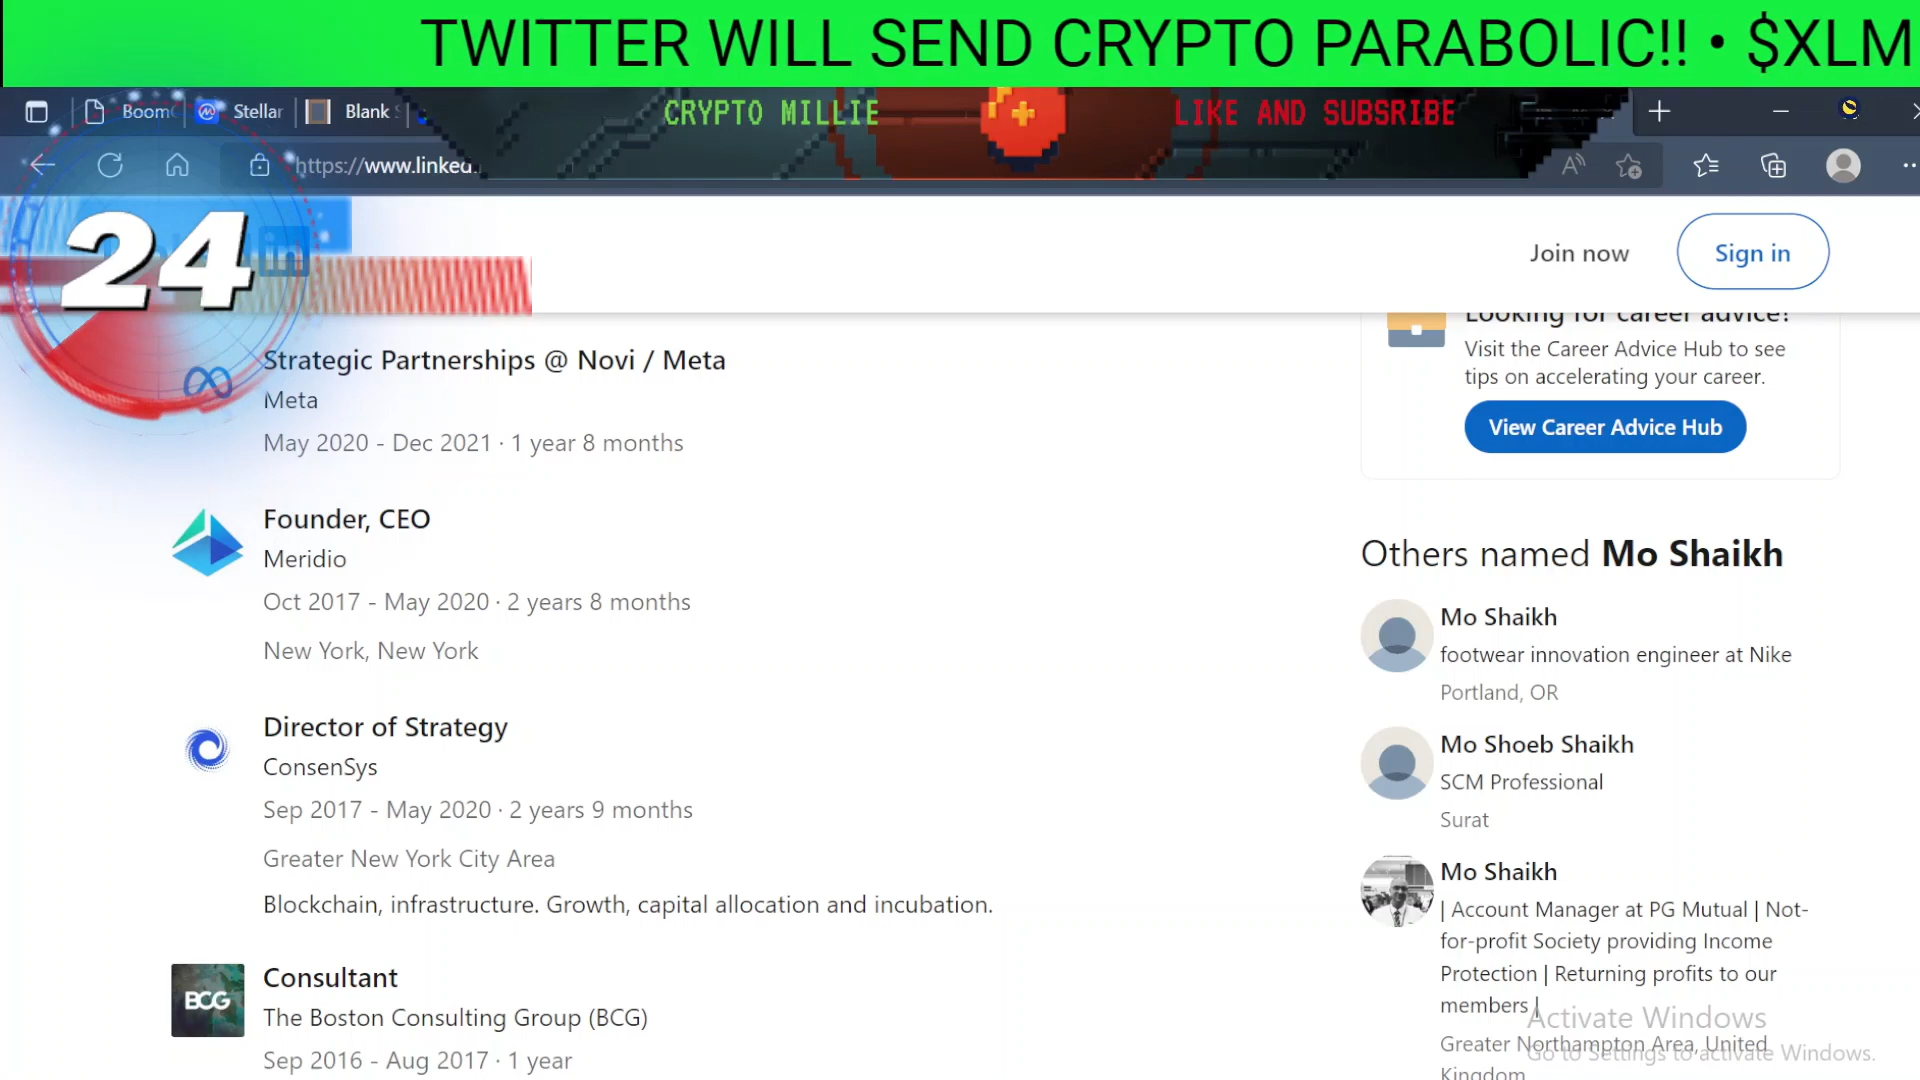 TWITTER WILL SEND CRYPTO PARABOLIC!! • $XLM
Stellar
Blank
CRYPTO MILLIE
LIKE AND SUBSRIBE
https://www.linked
24
in
Join now
Sign in
Looking for career advice?
Visit the Career Advice Hub to see
tips on accelerating your career.
View Career Advice Hub
Strategic Partnerships @ Novi / Meta
Meta
May 2020 - Dec 2021 · 1 year 8 months
Founder, CEO
Meridio
Oct 2017 - May 2020 · 2 years 8 months
New York, New York
Director of Strategy
ConsenSys
Sep 2017 - May 2020 · 2 years 9 months
Greater New York City Area
Blockchain, infrastructure. Growth, capital allocation and incubation.
BCG
Consultant
The Boston Consulting Group (BCG)
Sep 2016 - Aug 2017 · 1 year
Others named Mo Shaikh
Mo Shaikh
footwear innovation engineer at Nike
Portland, OR
Mo Shoeb Shaikh
SCM Professional
Surat
Mo Shaikh
| Account Manager at PG Mutual | Not-
for-profit Society providing Income
Protection | Returning profits to our
members |
Greater Northampton Area, United
Kingdom
Activate Windows
Go to Settings to activate Windows.